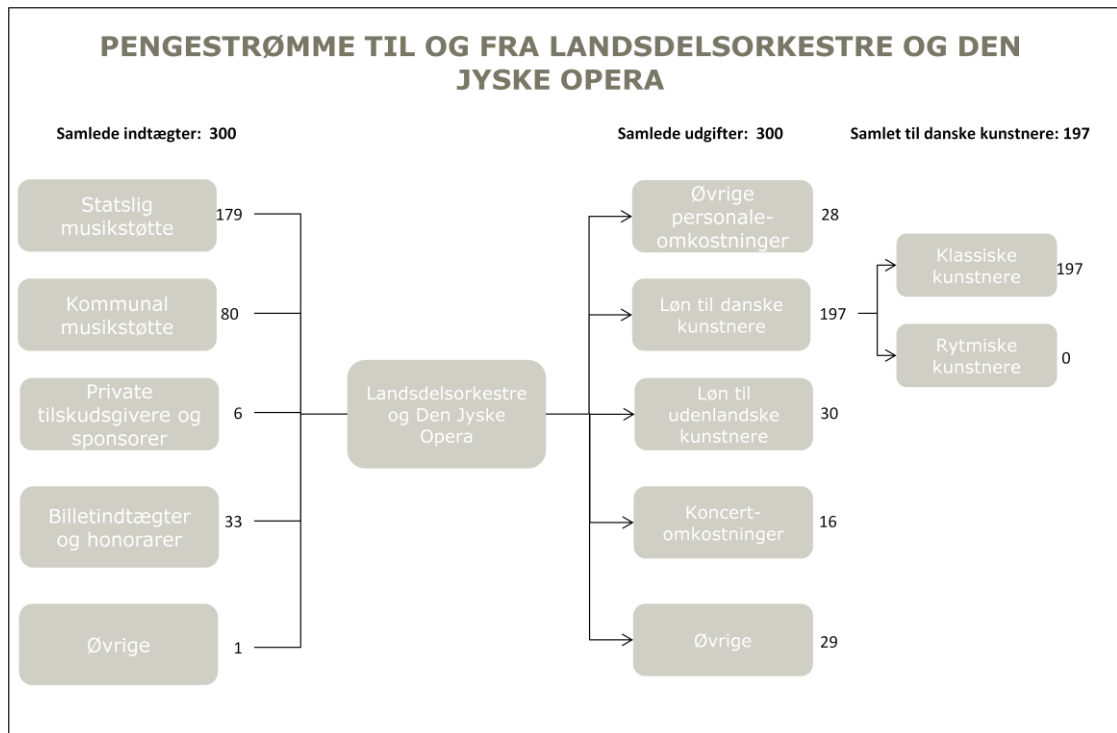 PENGESTRØMME TIL OG FRA LANDSDELSORKESTRE OG DEN
JYSKE OPERA
Samlede indtægter: 300
Samlede udgifter: 300
Samlet til danske kunstnere: 197
Statslig
musikstøtte
179
Kommunal
musikstøtte
80
Private
tilskudsgivere og
sponsorer
6
Billetindtægter
og honorarer
33
Øvrige
1
Landsdelsorkestre
og Den Jyske
Opera
Øvrige
personale-
omkostninger
28
Løn til danske
kunstnere
197
Løn til
udenlandske
kunstnere
30
Koncert-
omkostninger
16
Øvrige
29
Klassiske
kunstnere
197
Rytmiske
kunstnere
0